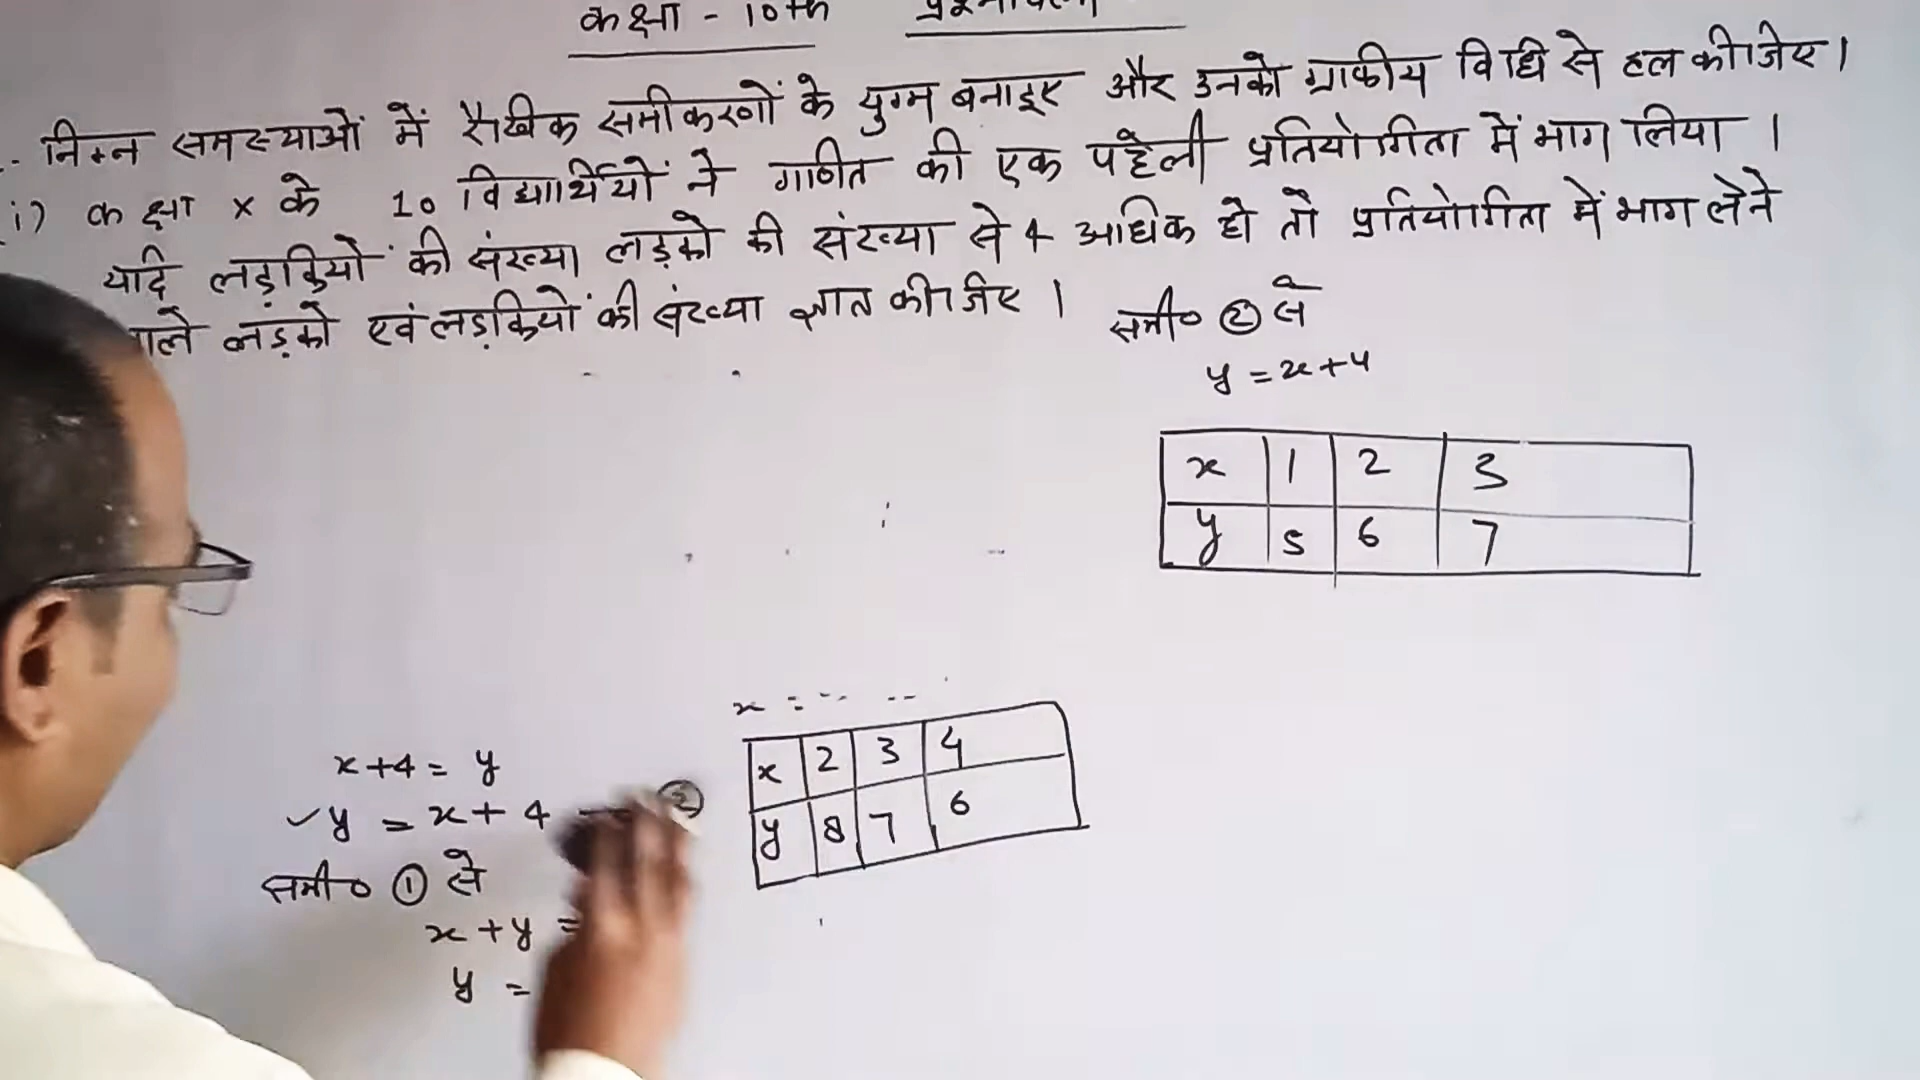 कक्षा - 10th
निम्न समस्याओं में रैखिक समीकरणों के युग्म बनाइए और उनको ग्राफीय विधि से हल कीजिए।
i) कक्षा x के 10 विद्यार्थियों ने गणित की एक पहेली प्रतियोगिता में भाग लिया ।
यदि लड़कियों की संख्या लड़को की संख्या से 4 अधिक हो तो प्रतियोगिता में भाग लेने
लड़को एवं लड़कियों की संख्या ज्ञात कीजिए ।
समी० ② से
y = x + 4
x 1 2 3
y 5 6 7
x 2 3 4
y 8 7 6
x + 4 = y
✓ y = x + 4 — ②
समी० ① से
x + y =
y =